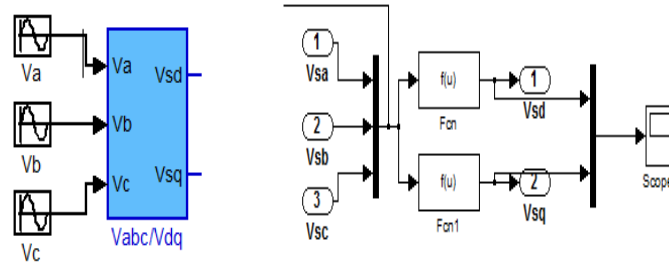 Va
Vb
Vc
Va
Vb
Vc
Vsd
Vsq
Vabc/Vdq
1
Vsa
2
Vsb
3
Vsc
f(u)
Fcn
f(u)
Fcn1
1
Vsd
2
Vsq
Scope